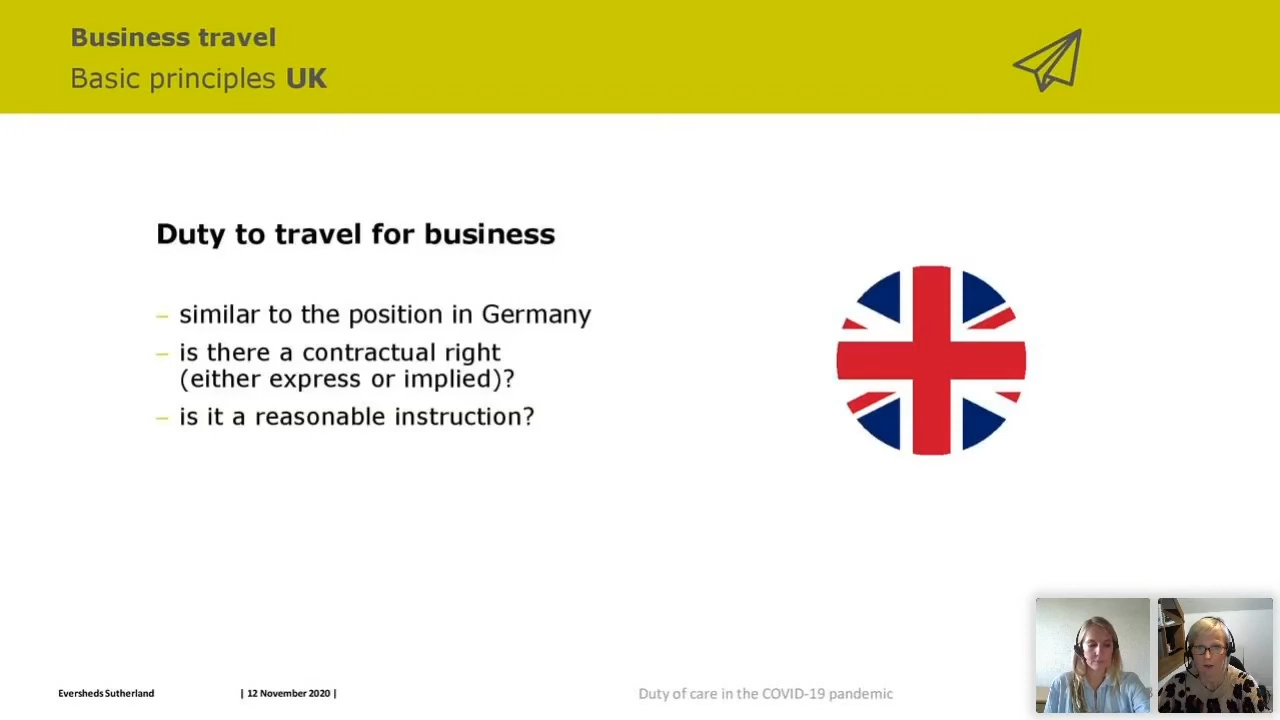 Business travel
Basic principles UK
Duty to travel for business
– similar to the position in Germany
– is there a contractual right
(either express or implied)?
– is it a reasonable instruction?
Eversheds Sutherland | 12 November 2020 | Duty of care in the COVID-19 pandemic